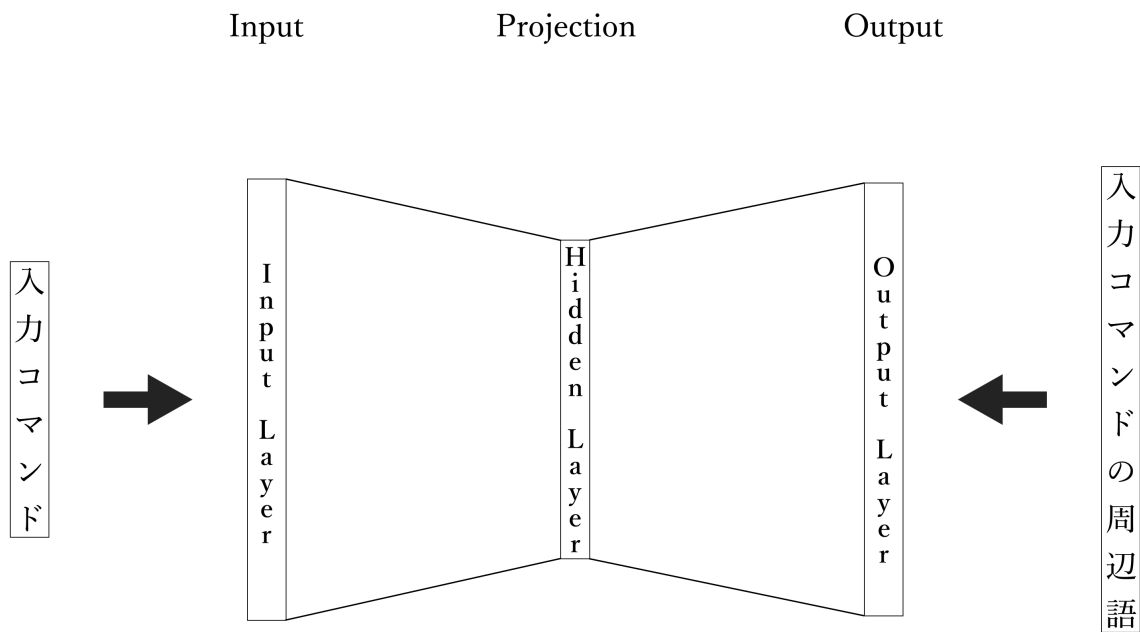 Input
Projection
Output
入力コマンド
Input Layer
Hidden Layer
Output Layer
入力コマンドの周辺語